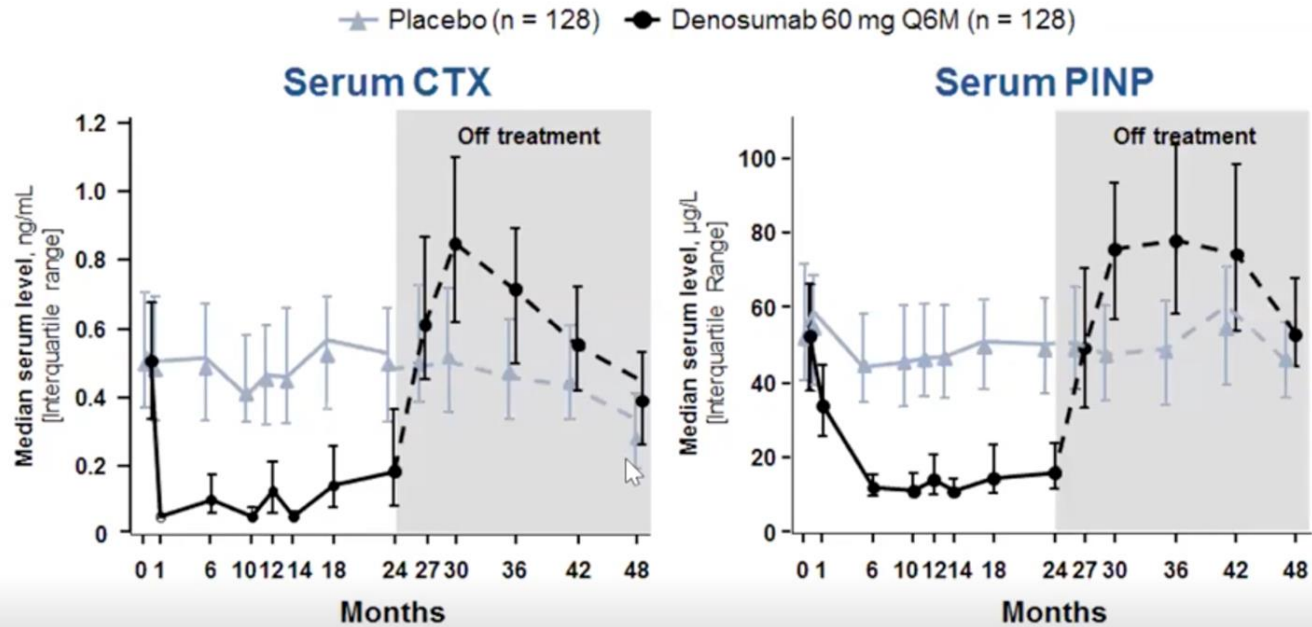 Placebo (n = 128) Denosumab 60 mg Q6M (n = 128)
Serum CTX
Off treatment
Median serum level, ng/mL
[Interquartile range]
1.2
1.0
0.8
0.6
0.4
0.2
0
0 1 6 10 12 14 18 24 27 30 36 42 48
Months
Serum PINP
Off treatment
Median serum level, µg/L
[Interquartile Range]
100
80
60
40
20
0
0 1 6 10 12 14 18 24 27 30 36 42 48
Months